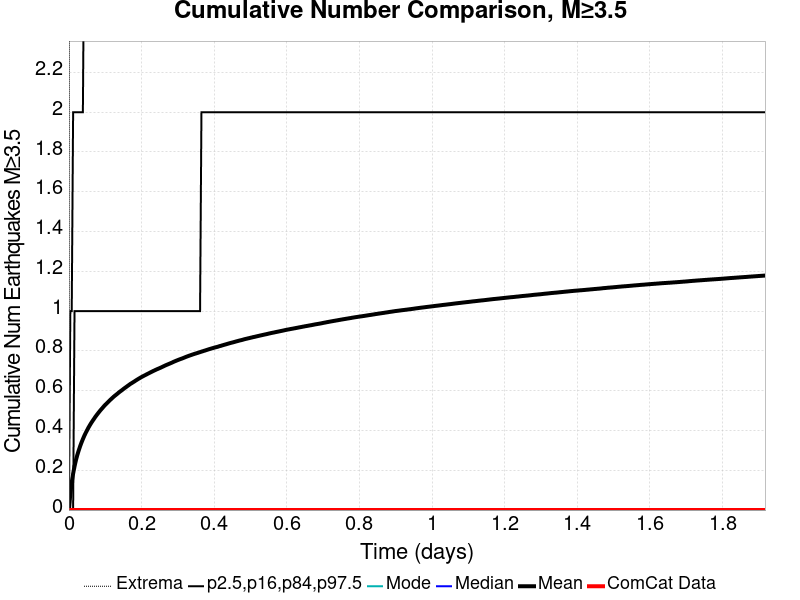 Cumulative Number Comparison, M≥3.5
Cumulative Num Earthquakes M≥3.5
2.2
2
1.8
1.6
1.4
1.2
1
0.8
0.6
0.4
0.2
0
0 0.2 0.4 0.6 0.8 1 1.2 1.4 1.6 1.8
Time (days)
Extrema p2.5,p16,p84,p97.5 Mode Median Mean ComCat Data